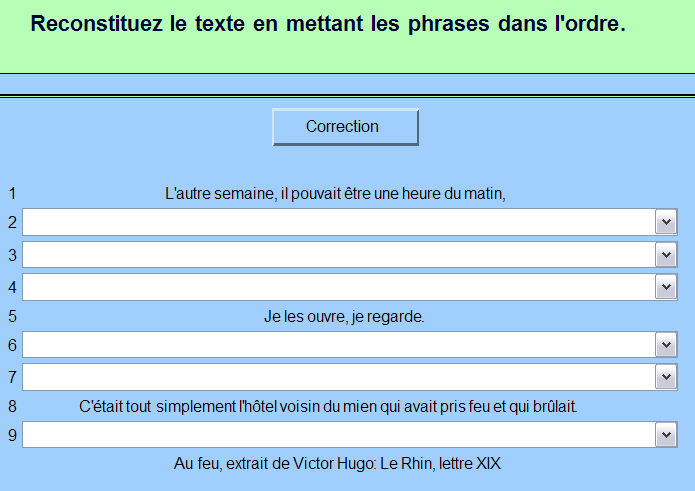 Reconstituez le texte en mettant les phrases dans l'ordre.
Correction
1 L'autre semaine, il pouvait être une heure du matin,
2
3
4
5 Je les ouvre, je regarde.
6
7
8 C'était tout simplement l'hôtel voisin du mien qui avait pris feu et qui brûlait.
9
Au feu, extrait de Victor Hugo: Le Rhin, lettre XIX